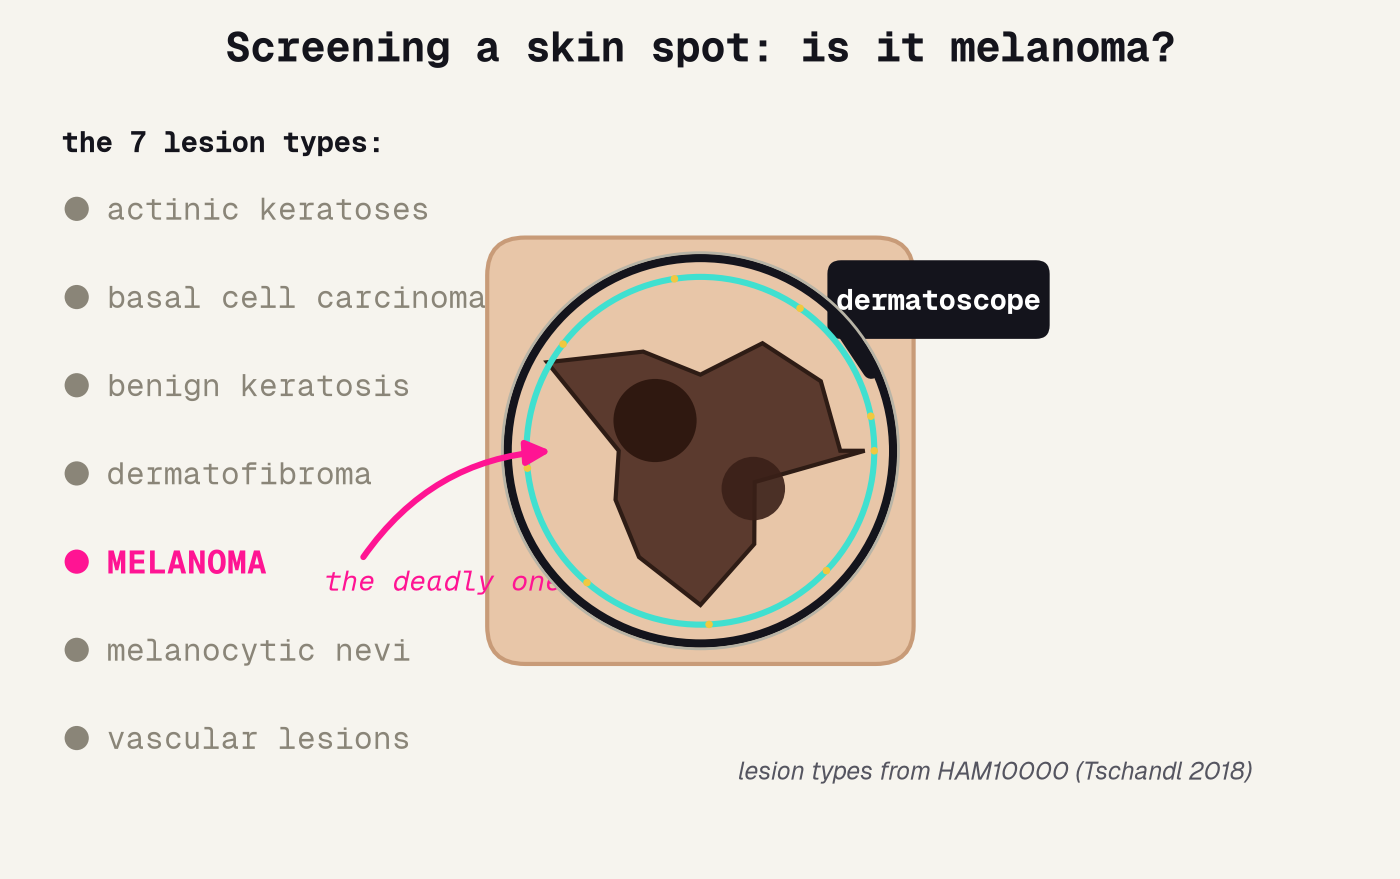 Screening a skin spot: is it melanoma?
the 7 lesion types:
actinic keratoses
basal cell carcinoma
dermatoscope
benign keratosis
dermatofibroma
MELANOMA
the deadly one
melanocytic nevi
vascular lesions
lesion types from HAM10000 (Tschandl 2018)